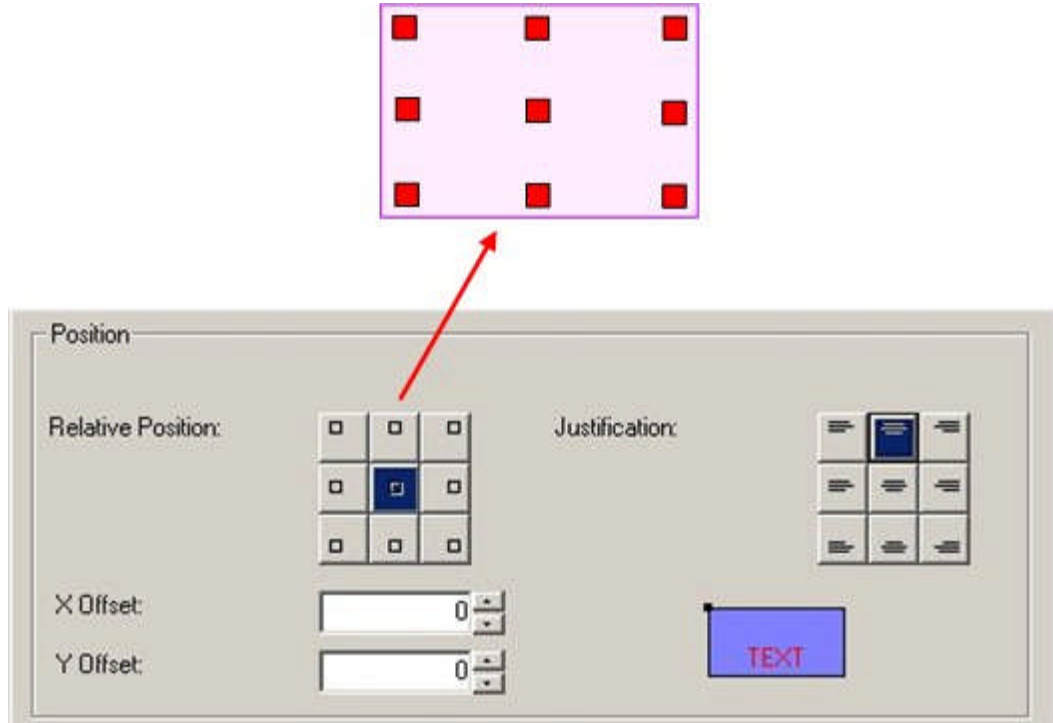 Position
Relative Position:
Justification:
X Offset:
0
Y Offset:
0
TEXT